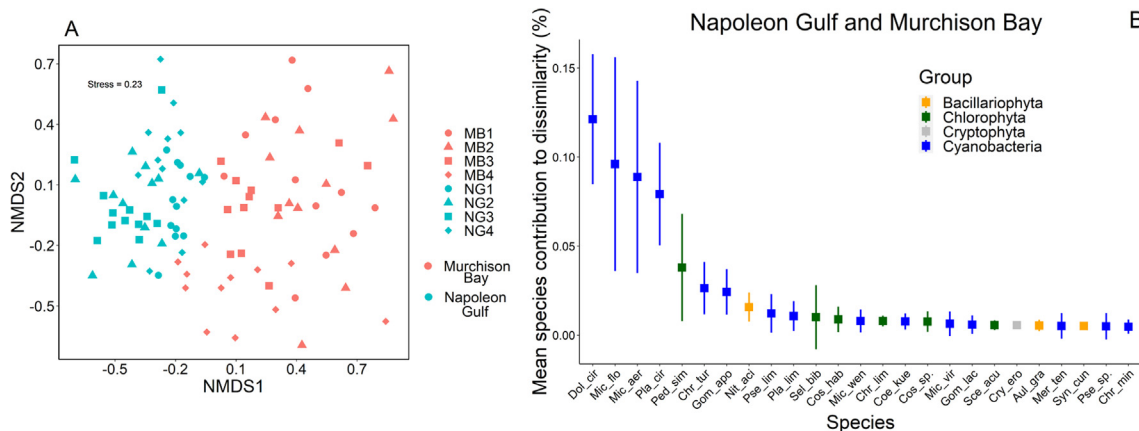 A
Stress = 0.23
0.7
0.4
0.1
-0.2
-0.5
NMDS2
-0.5
-0.2
0.1
0.4
0.7
NMDS1
MB1
MB2
MB3
MB4
NG1
NG2
NG3
NG4
Murchison
Bay
Napoleon
Gulf
Napoleon Gulf and Murchison Bay
B
Mean species contribution to dissimilarity (%)
0.15
0.10
0.05
0.00
Group
Bacillariophyta
Chlorophyta
Cryptophyta
Cyanobacteria
Dol_cir
Mic_flo
Mic_aer
Pla_cir
Ped_sim
Chr_tur
Gom_apo
Nit_aci
Pse_lim
Pla_lim
Sel_bib
Cos_hab
Mic_wen
Chr_lim
Coe_kue
Cos_sp.
Mic_vir
Gom_lac
Sce_acu
Cry_ero
Aul_gra
Mer_ten
Syn_cun
Pse_sp.
Chr_min
Species